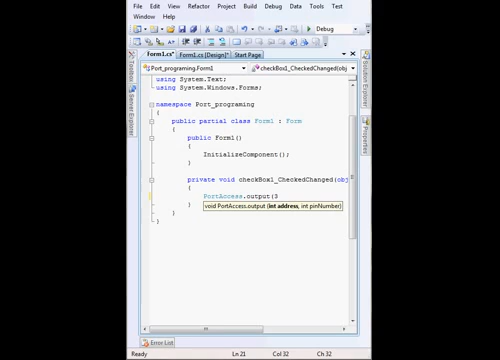 File Edit View Refactor Project Build Debug Data Tools Test
Window Help
Debug
Form1.cs* Form1.cs [Design]* Start Page
Port_programing.Form1 checkBox1_CheckedChanged(obj
using System.Text;
using System.Windows.Forms;
namespace Port_programing
{
public partial class Form1 : Form
{
public Form1()
{
InitializeComponent();
}
private void checkBox1_CheckedChanged(obj
{
PortAccess.output(3
void PortAccess.output (int address, int pinNumber)
}
}
}
Toolbox
Server Explorer
Solution Explorer
Properties
Error List
Ready Ln 21 Col 32 Ch 32